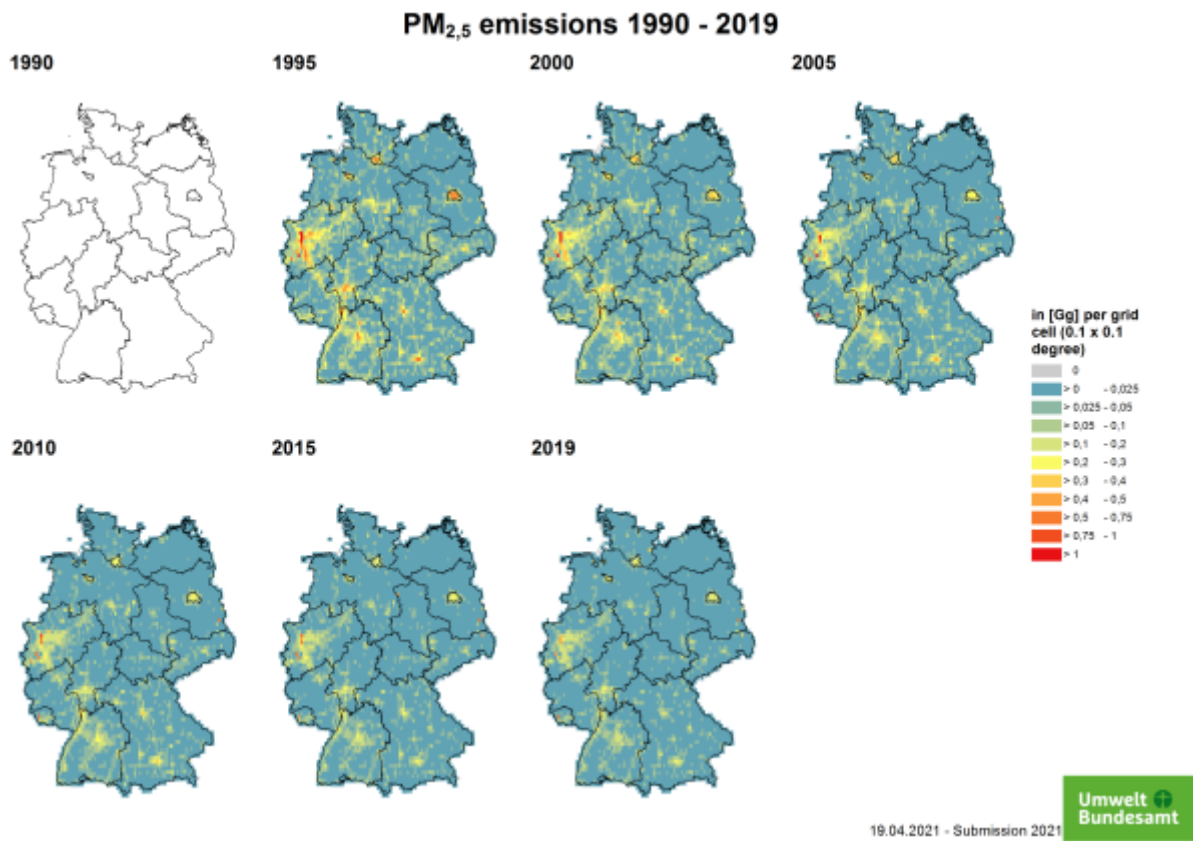 PM2,5 emissions 1990 - 2019
1990
1995
2000
2005
in [Gg] per grid
cell (0.1 x 0.1
degree)
0
> 0 - 0,025
> 0,025 - 0,05
> 0,05 - 0,1
> 0,1 - 0,2
> 0,2 - 0,3
> 0,3 - 0,4
> 0,4 - 0,5
> 0,5 - 0,75
> 0,75 - 1
> 1
2010
2015
2019
19.04.2021 - Submission 2021
Umwelt
Bundesamt